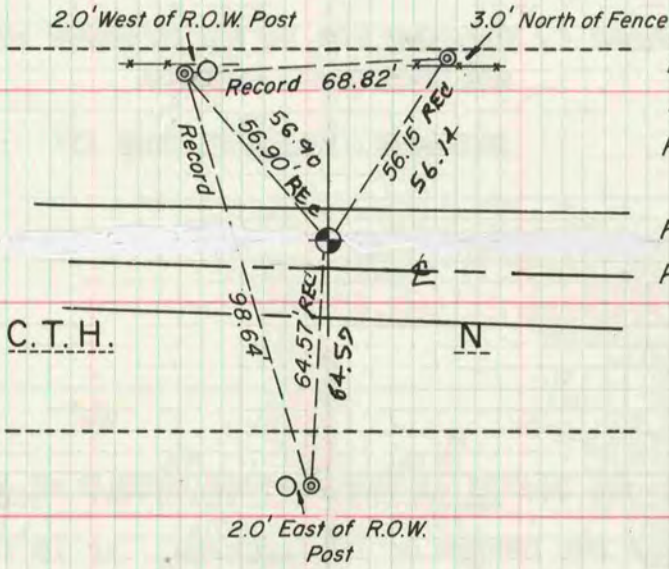 2.0' West of R.O.W. Post
3.0' North of Fence
Record 68.82'
56.90
56.90' REC
56.15' REC
56.14
Record
98.64'
64.57' REC
64.59
C.T.H.
N
2.0' East of R.O.W.
Post